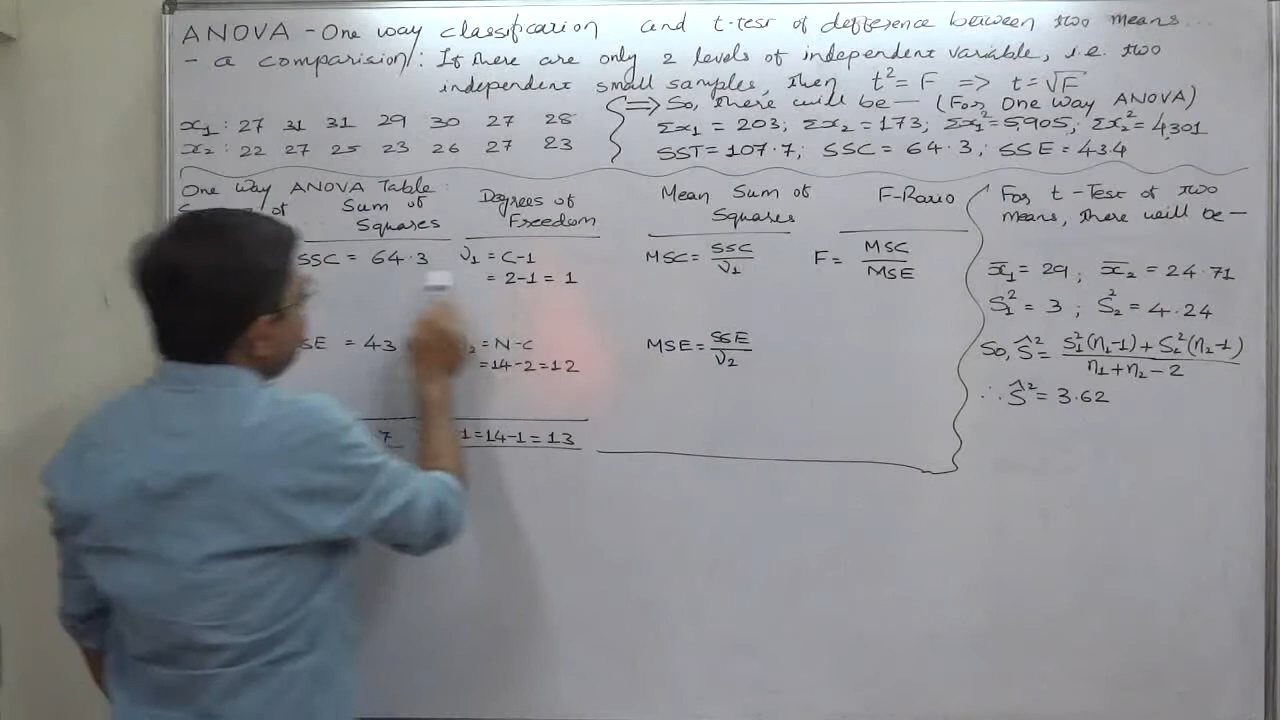 ANOVA - One way classification and t-test of defference between two means...
- a comparision: If there are only 2 levels of independent variable, i.e. two
independent small samples, then t² = F => t = √F
=> So, there will be — (For One Way ANOVA)
x₁ : 27 31 31 29 30 27 28
x₂ : 22 27 25 23 26 27 23
Σx₁ = 203; Σx₂ = 173; Σx₁² = 5,905; Σx₂² = 4,301
SST = 107.7; SSC = 64.3; SSE = 43.4
One Way ANOVA Table:
of Sum of Squares Degrees of Freedom Mean Sum of Squares F-Ratio
SSC = 64.3 ν₁ = C-1 MSC = SSC/ν₁ F = MSC/MSE
= 2-1 = 1
SE = 43 ₂ = N-C MSE = SSE/ν₂
= 14-2 = 12
7 1 = 14-1 = 13
For t-Test of two
means, there will be —
x̄₁ = 29; x̄₂ = 24.71
S₁² = 3; S₂² = 4.24
So, Ŝ² = S₁²(n₁-1) + S₂²(n₂-1) / n₁+n₂-2
∴ Ŝ² = 3.62